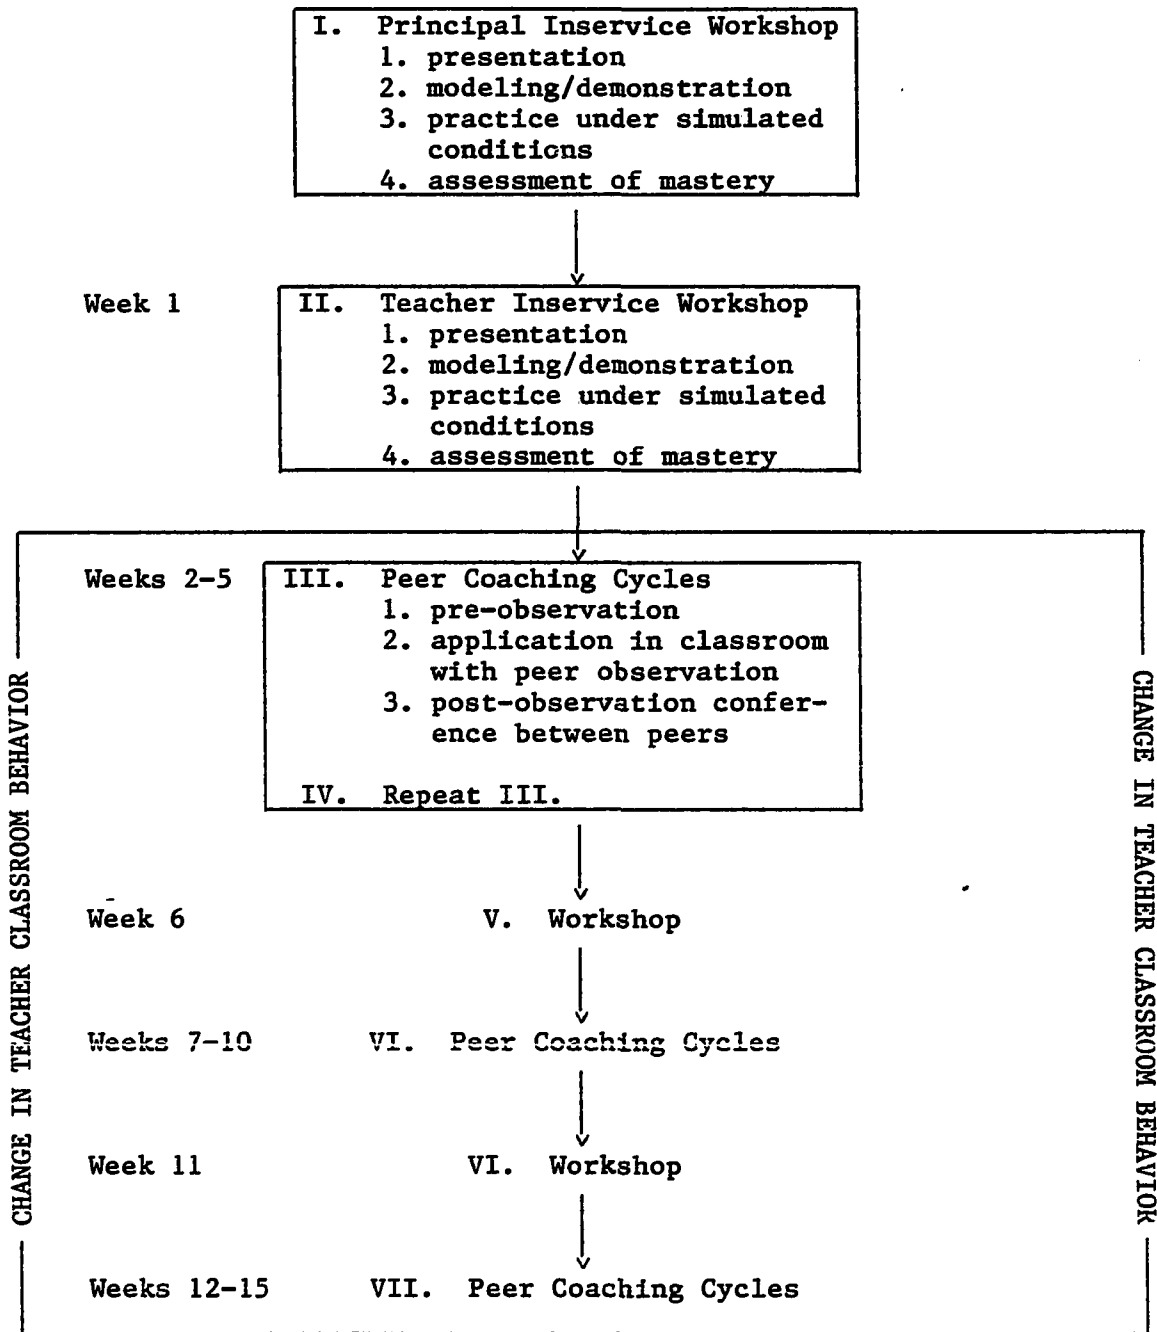 I. Principal Inservice Workshop
1. presentation
2. modeling/demonstration
3. practice under simulated
conditions
4. assessment of mastery
Week 1
II. Teacher Inservice Workshop
1. presentation
2. modeling/demonstration
3. practice under simulated
conditions
4. assessment of mastery
Weeks 2-5
III. Peer Coaching Cycles
1. pre-observation
2. application in classroom
with peer observation
3. post-observation confer-
ence between peers
IV. Repeat III.
Week 6
V. Workshop
Weeks 7-10
VI. Peer Coaching Cycles
Week 11
VI. Workshop
Weeks 12-15
VII. Peer Coaching Cycles
CHANGE IN TEACHER CLASSROOM BEHAVIOR
CHANGE IN TEACHER CLASSROOM BEHAVIOR